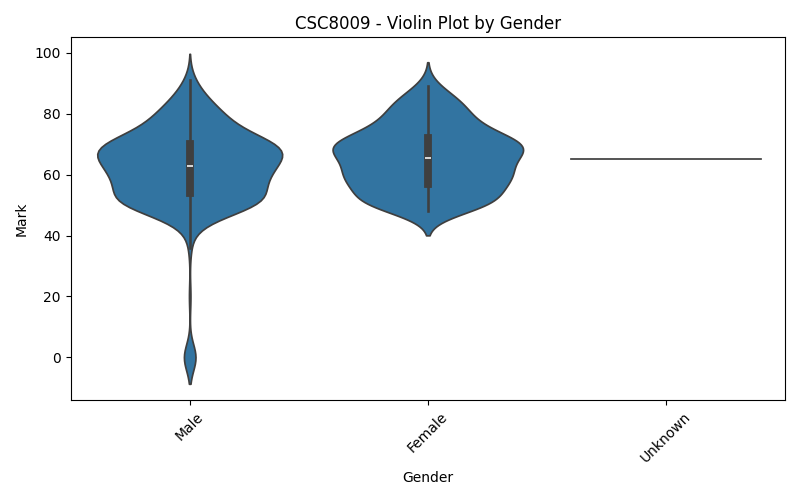 CSC8009 - Violin Plot by Gender
100
80
60
40
20
0
Mark
Male
Female
Unknown
Gender